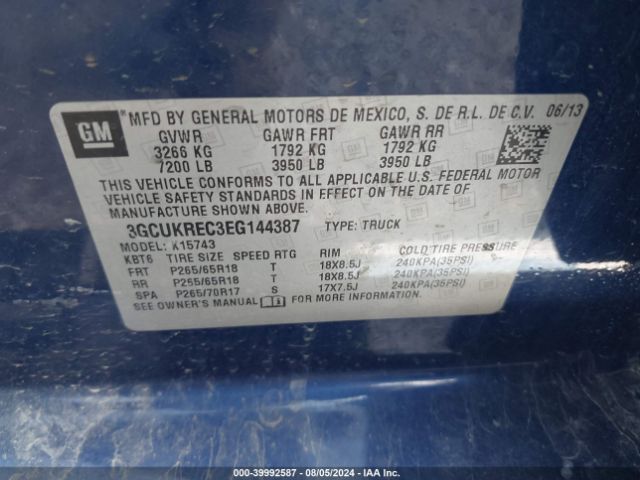 GM
MFD BY GENERAL MOTORS DE MEXICO, S. DE R.L. DE C.V. 06/13
GVWR GAWR FRT GAWR RR
3266 KG 1792 KG 1792 KG
7200 LB 3950 LB 3950 LB
THIS VEHICLE CONFORMS TO ALL APPLICABLE U.S. FEDERAL MOTOR
VEHICLE SAFETY STANDARDS IN EFFECT ON THE DATE OF
MANUFACTURE SHOWN ABOVE.
3GCUKREC3EG144387 TYPE: TRUCK
MODEL: K15743
KBT6 TIRE SIZE SPEED RTG RIM COLD TIRE PRESSURE
FRT P265/65R18 T 18X8.5J 240KPA(35PSI)
RR P265/65R18 T 18X8.5J 240KPA(35PSI)
SPA P265/70R17 S 17X7.5J 240KPA(35PSI)
SEE OWNER'S MANUAL FOR MORE INFORMATION.
000-39992587 - 08/05/2024 - IAA Inc.